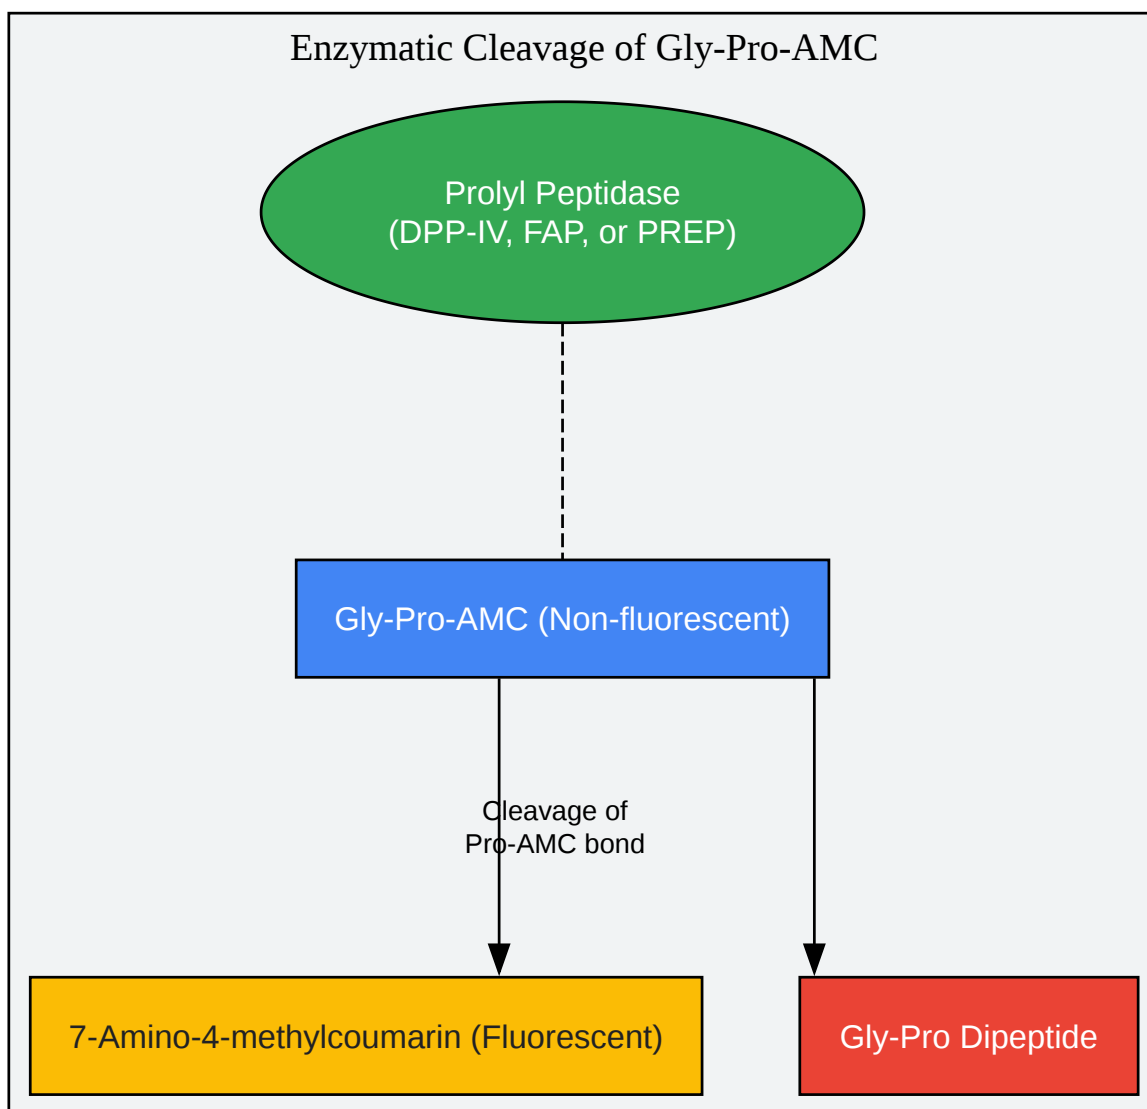 Enzymatic Cleavage of Gly-Pro-AMC
Prolyl Peptidase
(DPP-IV, FAP, or PREP)
Gly-Pro-AMC (Non-fluorescent)
Cleavage of
Pro-AMC bond
7-Amino-4-methylcoumarin (Fluorescent)
Gly-Pro Dipeptide